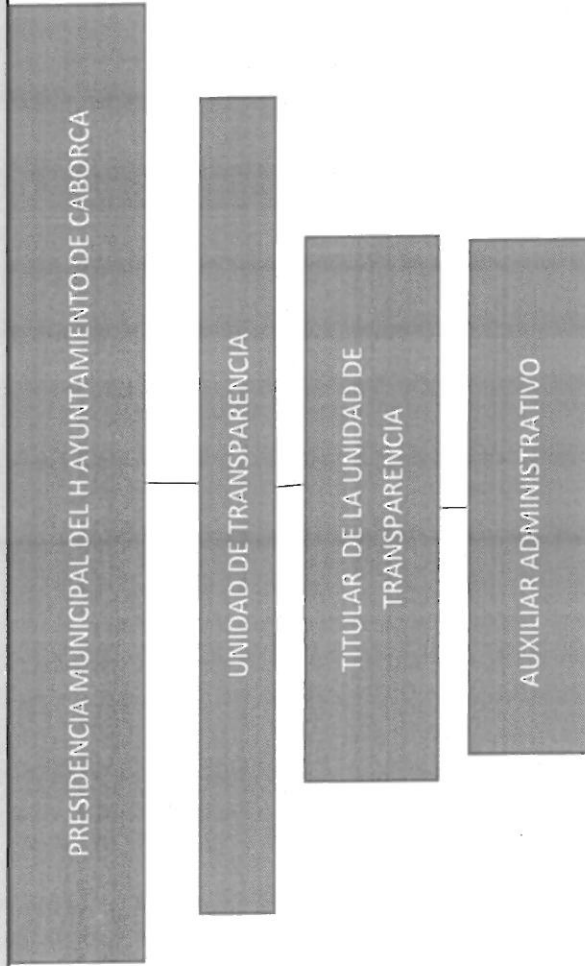 PRESIDENCIA MUNICIPAL DEL H AYUNTAMIENTO DE CABORCA
UNIDAD DE TRANSPARENCIA
TITULAR DE LA UNIDAD DE
TRANSPARENCIA
AUXILIAR ADMINISTRATIVO